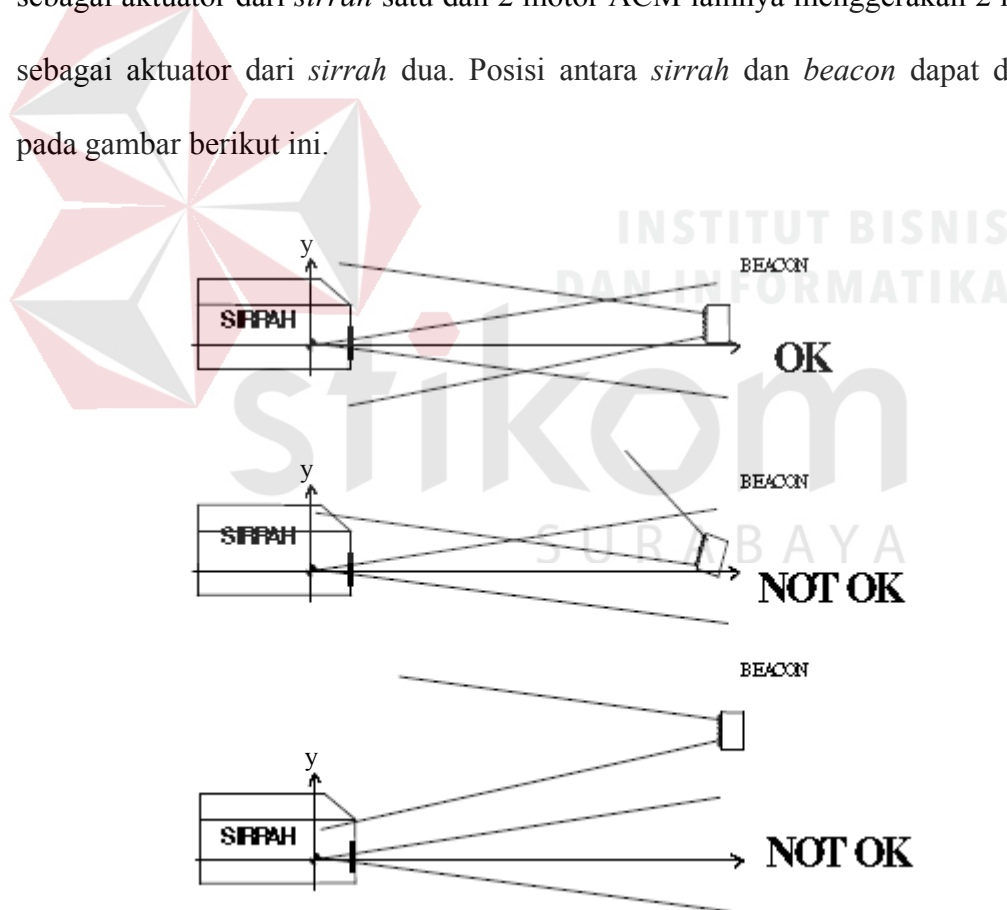 sebagai aktuator dari sirrah satu dan 2 motor ACM lainnya menggerakan 2
sebagai aktuator dari sirrah dua. Posisi antara sirrah dan beacon dapat
pada gambar berikut ini.
INSTITUT BISNIS
DAN INFORMATIKA
stikom
SURABAYA
y
BEACON
SIRRAH
OK
y
BEACON
SIRRAH
NOT OK
BEACON
y
SIRRAH
NOT OK